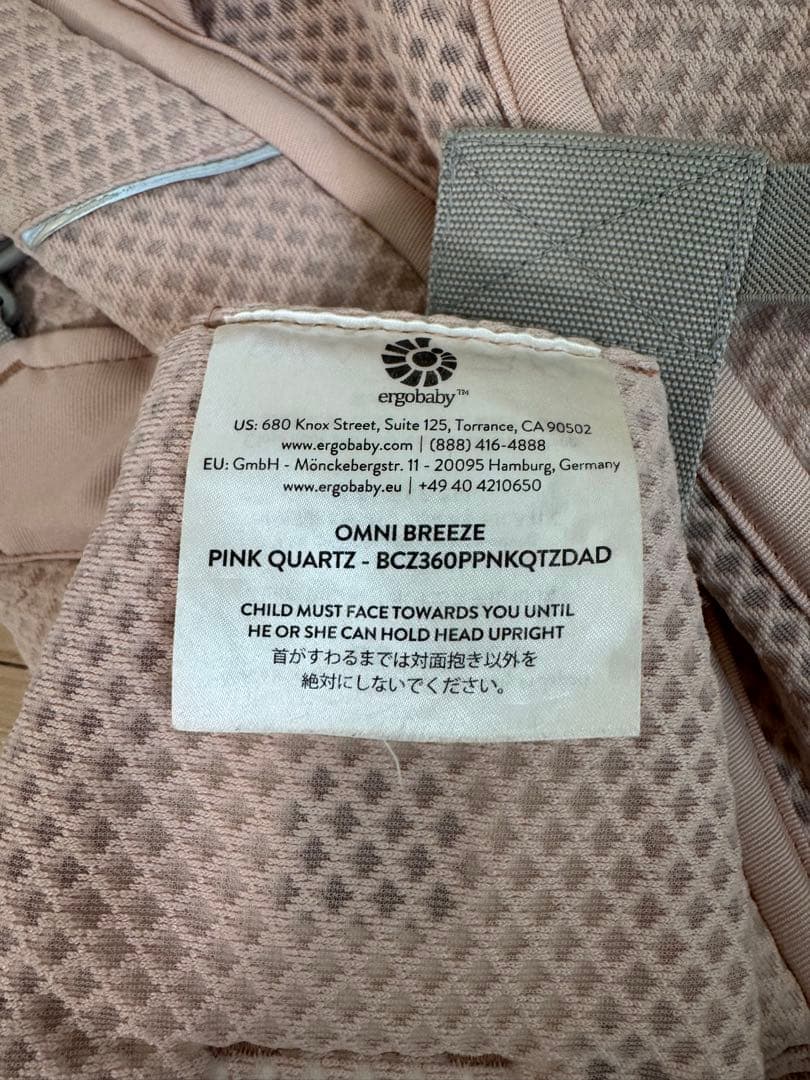 ergobaby™
US: 680 Knox Street, Suite 125, Torrance, CA 90502
www.ergobaby.com | (888) 416-4888
EU: GmbH - Mönckebergstr. 11 - 20095 Hamburg, Germany
www.ergobaby.eu | +49 40 4210650
OMNI BREEZE
PINK QUARTZ - BCZ360PPNKQTZDAD
CHILD MUST FACE TOWARDS YOU UNTIL
HE OR SHE CAN HOLD HEAD UPRIGHT
首がすわるまでは対面抱き以外を
絶対にしないでください。